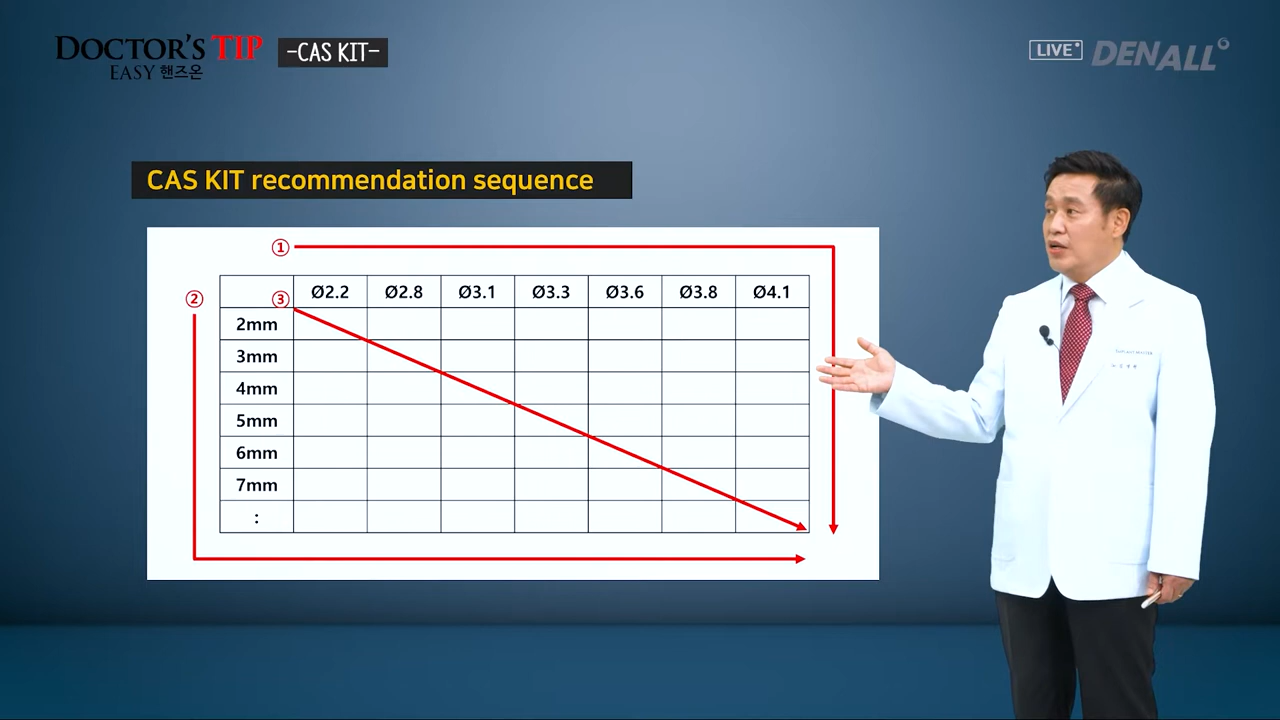 DOCTOR'S TIP
EASY 핸즈온
-CAS KIT-
LIVE
DENALL
CAS KIT recommendation sequence
①
② ③ Ø2.2 Ø2.8 Ø3.1 Ø3.3 Ø3.6 Ø3.8 Ø4.1
2mm
3mm
4mm
5mm
6mm
7mm
: